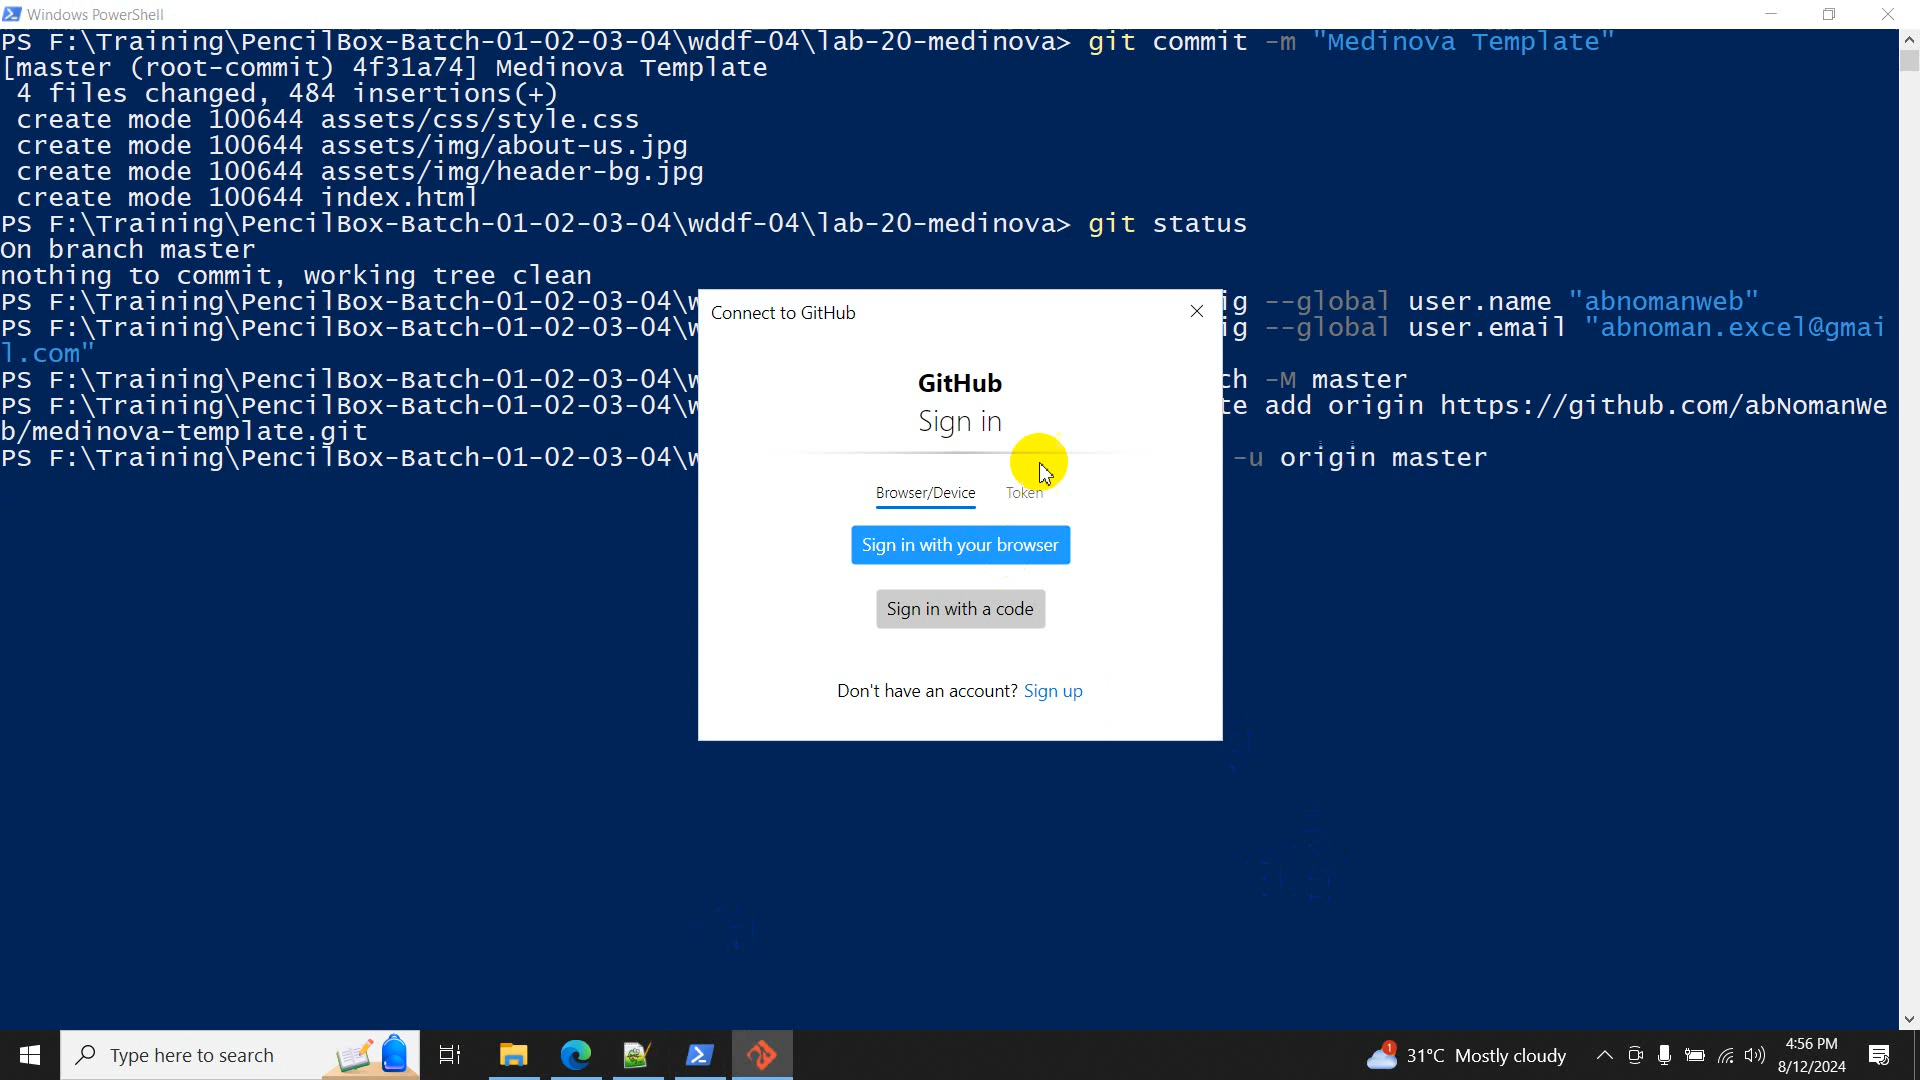 Windows PowerShell
PS F:\Training\PencilBox-Batch-01-02-03-04\wddf-04\lab-20-medinova> git commit -m "Medinova Template"
[master (root-commit) 4f31a74] Medinova Template
4 files changed, 484 insertions(+)
create mode 100644 assets/css/style.css
create mode 100644 assets/img/about-us.jpg
create mode 100644 assets/img/header-bg.jpg
create mode 100644 index.html
PS F:\Training\PencilBox-Batch-01-02-03-04\wddf-04\lab-20-medinova> git status
On branch master
nothing to commit, working tree clean
PS F:\Training\PencilBox-Batch-01-02-03-04\w ig --global user.name "abnomanweb"
PS F:\Training\PencilBox-Batch-01-02-03-04\w ig --global user.email "abnoman.excel@gmai
l.com"
PS F:\Training\PencilBox-Batch-01-02-03-04\w ch -M master
PS F:\Training\PencilBox-Batch-01-02-03-04\w te add origin https://github.com/abNomanWe
b/medinova-template.git
PS F:\Training\PencilBox-Batch-01-02-03-04\w -u origin master
Connect to GitHub
GitHub
Sign in
Browser/Device Token
Sign in with your browser
Sign in with a code
Don't have an account? Sign up
Type here to search
1
31°C Mostly cloudy
4:56 PM
8/12/2024